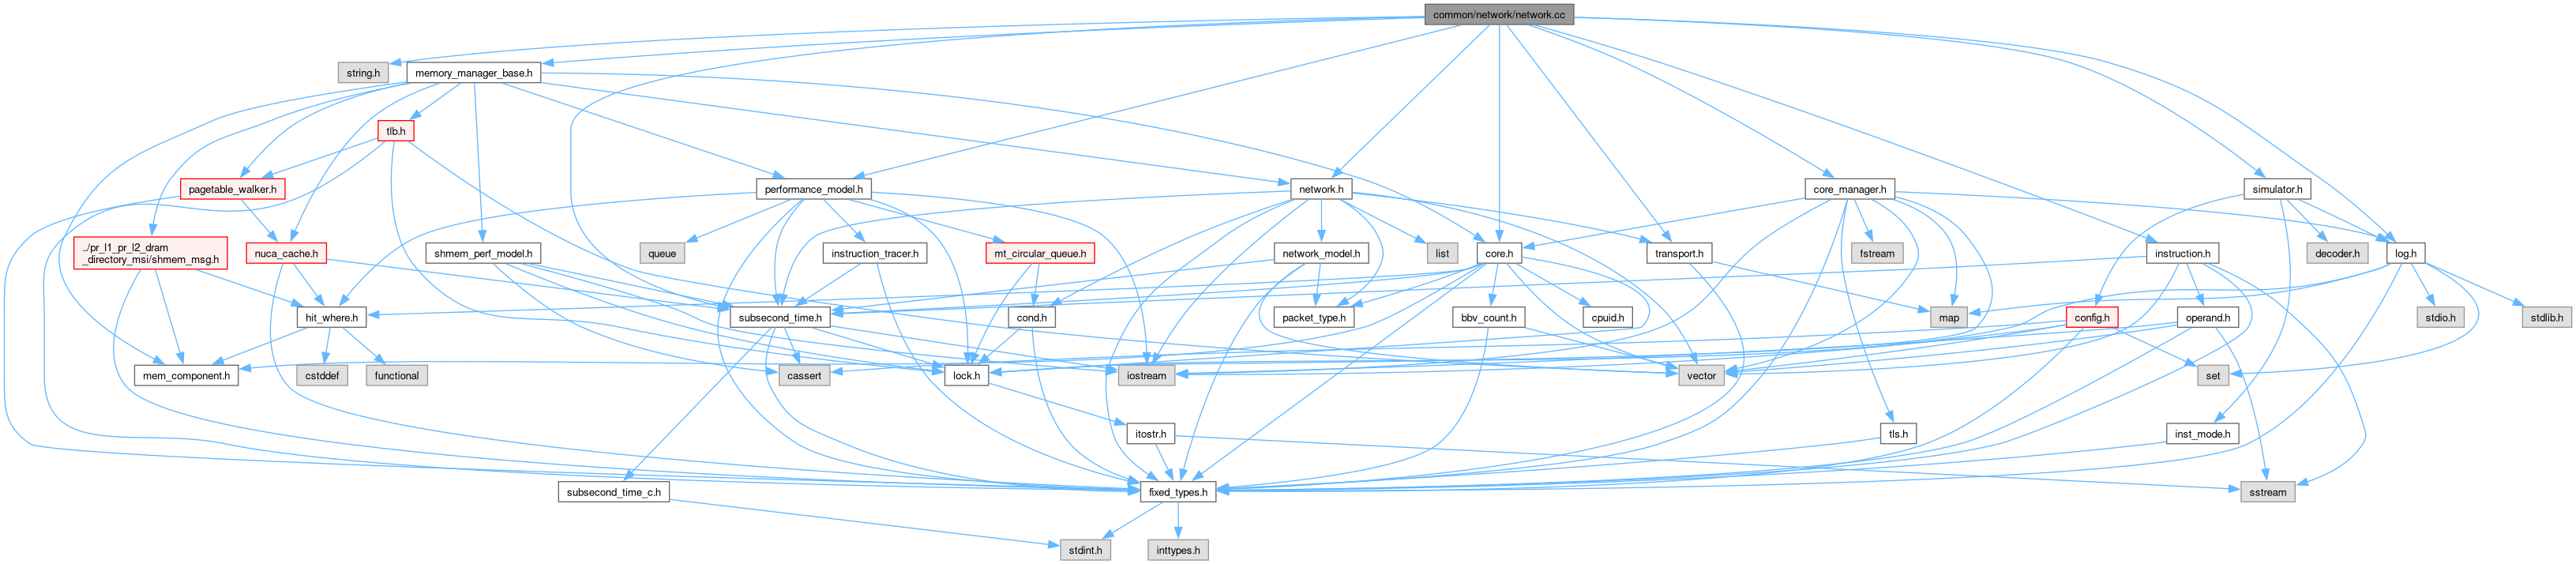 common/network/network.cc
string.h
memory_manager_base.h
tlb.h
pagetable_walker.h
performance_model.h
network.h
core_manager.h
simulator.h
../pr_l1_pr_l2_dram
_directory_msi/shmem_msg.h
nuca_cache.h
shmem_perf_model.h
queue
instruction_tracer.h
mt_circular_queue.h
network_model.h
list
core.h
transport.h
fstream
instruction.h
decoder.h
log.h
hit_where.h
subsecond_time.h
cond.h
packet_type.h
bbv_count.h
cpuid.h
map
config.h
operand.h
stdio.h
stdlib.h
mem_component.h
cstddef
functional
cassert
lock.h
iostream
vector
set
itostr.h
tls.h
inst_mode.h
subsecond_time_c.h
fixed_types.h
sstream
stdint.h
inttypes.h